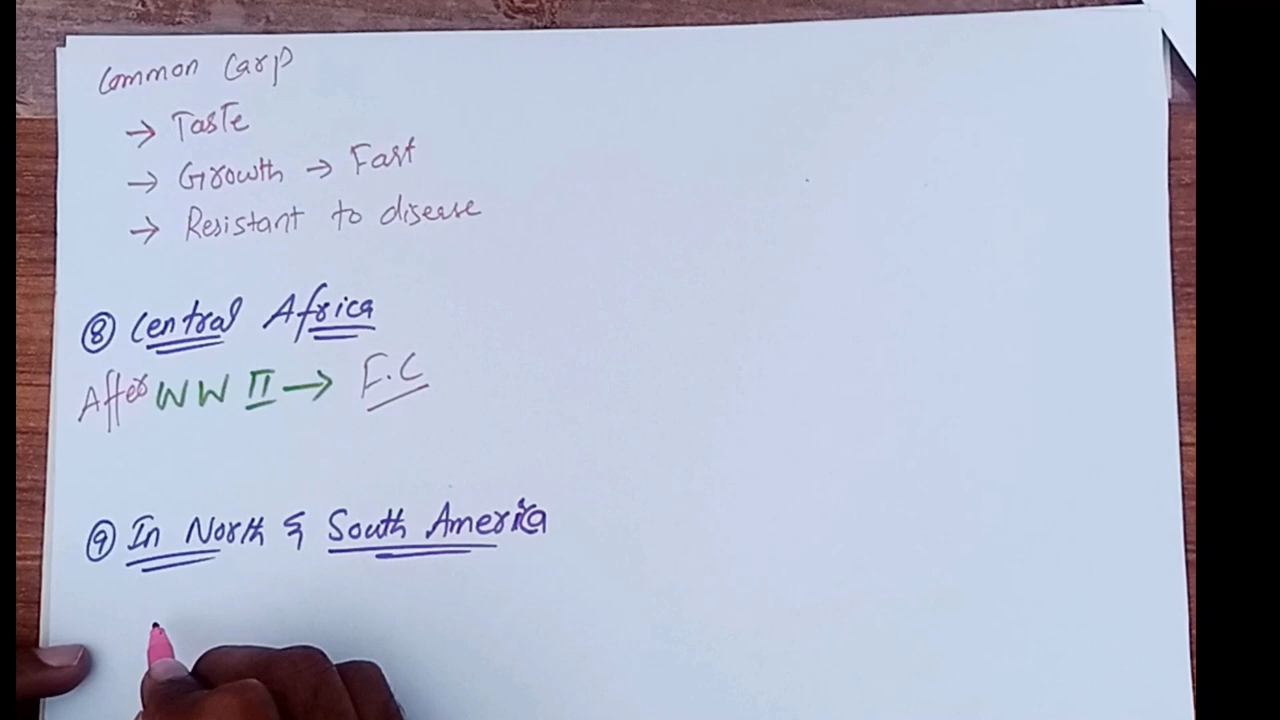 Common Carp
→ Taste
→ Growth → Fast
→ Resistant to disease
⑧ Central Africa
After WW II → F.C
⑨ In North & South America